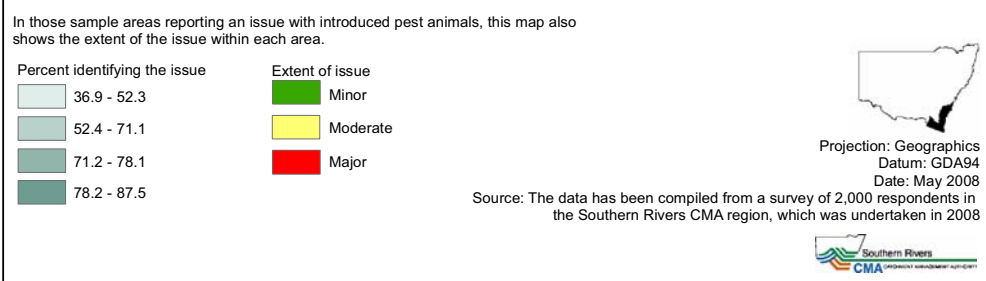 In those sample areas reporting an issue with introduced pest animals, this map also
shows the extent of the issue within each area.
Percent identifying the issue
36.9 - 52.3
52.4 - 71.1
71.2 - 78.1
78.2 - 87.5
Extent of issue
Minor
Moderate
Major
Projection: Geographics
Datum: GDA94
Date: May 2008
Source: The data has been compiled from a survey of 2,000 respondents in
the Southern Rivers CMA region, which was undertaken in 2008
Southern Rivers
CMA CATCHMENT MANAGEMENT AUTHORITY